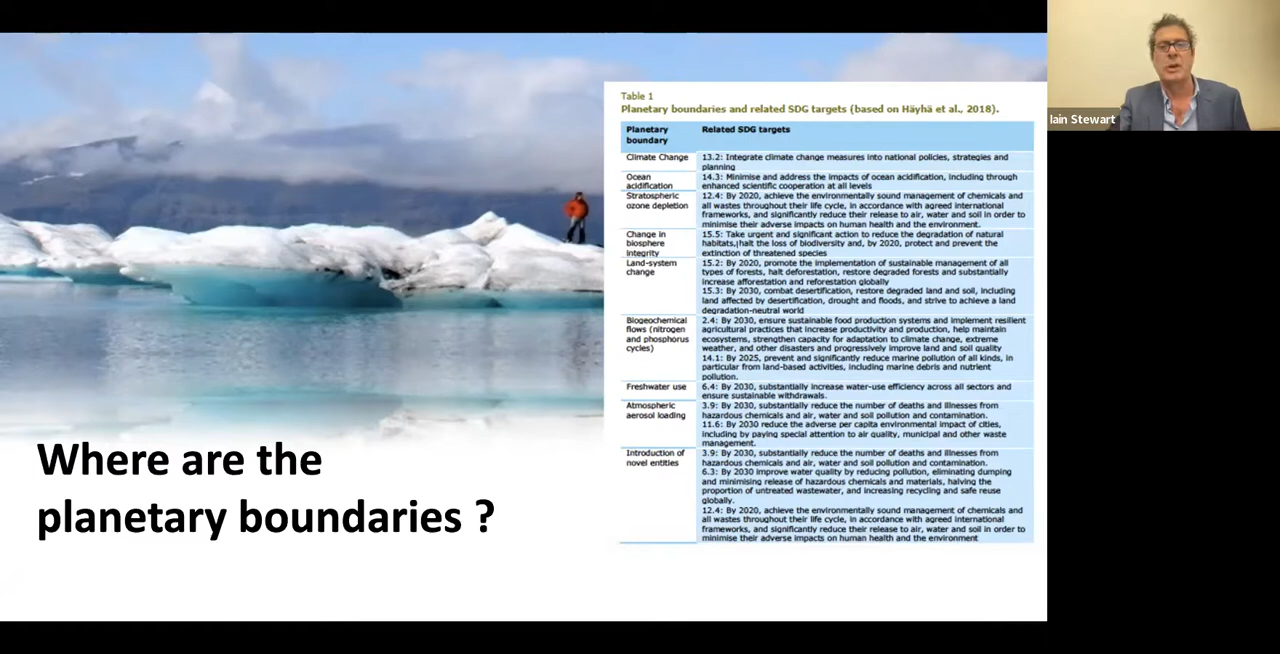 Where are the
planetary boundaries ?
Table 1
Planetary boundaries and related SDG targets (based on Häyhä et al., 2018).
Planetary
boundary
Related SDG targets
Climate Change
13.2: Integrate climate change measures into national policies, strategies and
planning
Ocean
acidification
14.3: Minimise and address the impacts of ocean acidification, including through
enhanced scientific cooperation at all levels
Stratospheric
ozone depletion
12.4: By 2020, achieve the environmentally sound management of chemicals and
all wastes throughout their life cycle, in accordance with agreed international
frameworks, and significantly reduce their release to air, water and soil in order to
minimise their adverse impacts on human health and the environment.
Change in
biosphere
integrity
15.5: Take urgent and significant action to reduce the degradation of natural
habitats, halt the loss of biodiversity and, by 2020, protect and prevent the
extinction of threatened species
Land-system
change
15.2: By 2020, promote the implementation of sustainable management of all
types of forests, halt deforestation, restore degraded forests and substantially
increase afforestation and reforestation globally
15.3: By 2030, combat desertification, restore degraded land and soil, including
land affected by desertification, drought and floods, and strive to achieve a land
degradation-neutral world
Biogeochemical
flows (nitrogen
and phosphorus
cycles)
2.4: By 2030, ensure sustainable food production systems and implement resilient
agricultural practices that increase productivity and production, help maintain
ecosystems, strengthen capacity for adaptation to climate change, extreme
weather, and other disasters and progressively improve land and soil quality
14.1: By 2025, prevent and significantly reduce marine pollution of all kinds, in
particular from land-based activities, including marine debris and nutrient
pollution.
Freshwater use
6.4: By 2030, substantially increase water-use efficiency across all sectors and
ensure sustainable withdrawals.
Atmospheric
aerosol loading
3.9: By 2030, substantially reduce the number of deaths and illnesses from
hazardous chemicals and air, water and soil pollution and contamination.
11.6: By 2030 reduce the adverse per capita environmental impact of cities,
including by paying special attention to air quality, municipal and other waste
management.
Introduction of
novel entities
3.9: By 2030, substantially reduce the number of deaths and illnesses from
hazardous chemicals and air, water and soil pollution and contamination.
6.3: By 2030 improve water quality by reducing pollution, eliminating dumping
and minimising release of hazardous chemicals and materials, halving the
proportion of untreated wastewater, and increasing recycling and safe reuse
globally.
12.4: By 2020, achieve the environmentally sound management of chemicals and
all wastes throughout their life cycle, in accordance with agreed international
frameworks, and significantly reduce their release to air, water and soil in order to
minimise their adverse impacts on human health and the environment
Iain Stewart